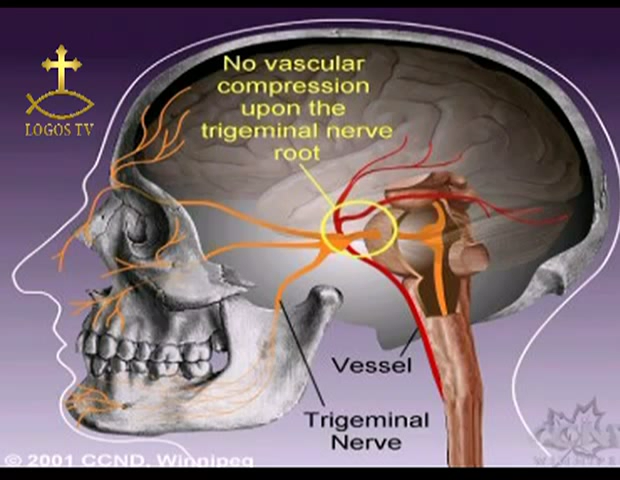 No vascular
compression
upon the
trigeminal nerve
root
LOGOS TV
Vessel
Trigeminal
Nerve
© 2001 CCND, Winnipeg